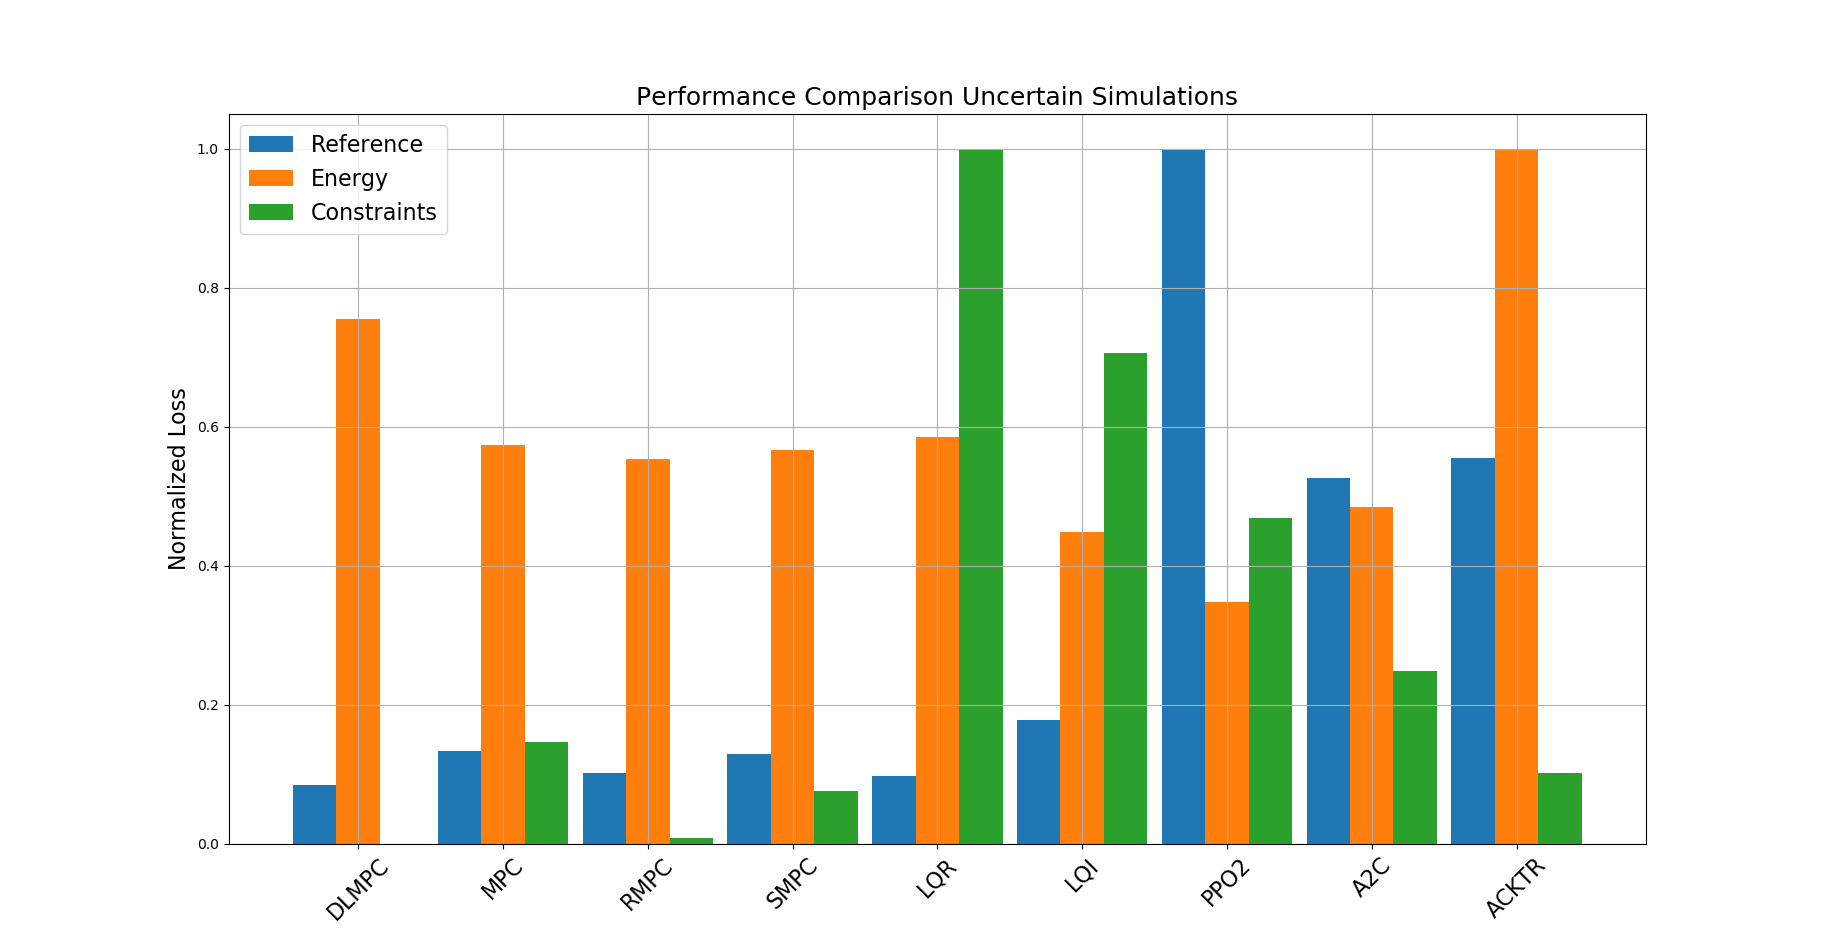 Performance Comparison Uncertain Simulations
Reference
Energy
Constraints
Normalized Loss
1.0
0.8
0.6
0.4
0.2
0.0
DLMPC
MPC
RMPC
SMPC
LQR
LQI
PPO2
A2C
ACKTR